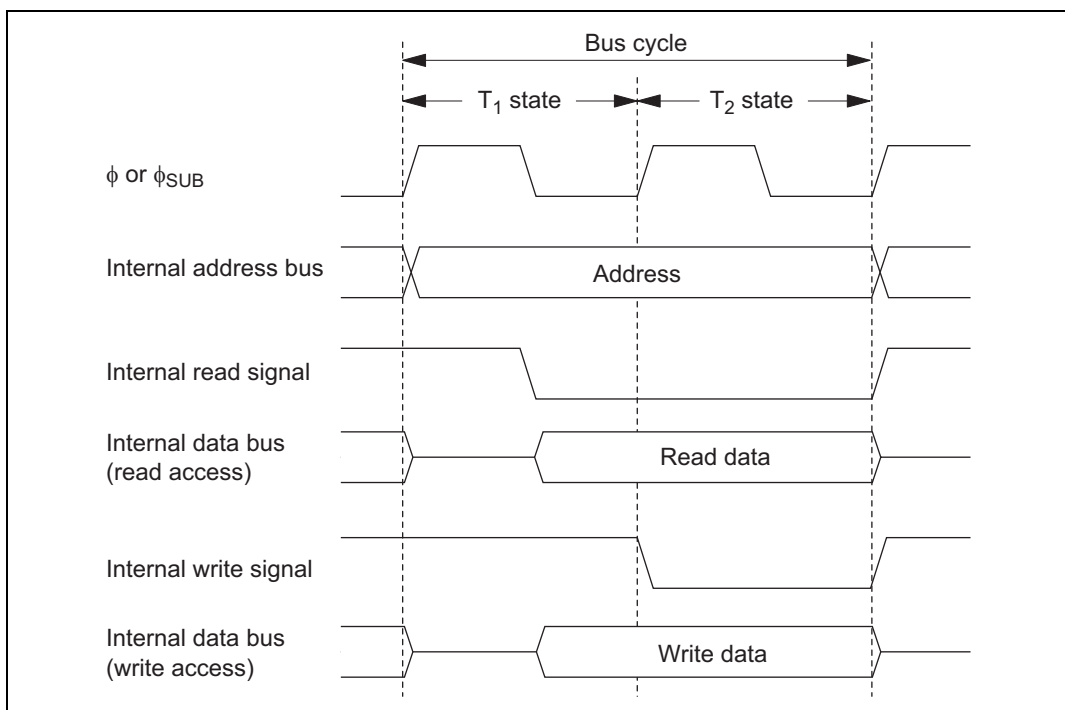 Bus cycle
T₁ state
T₂ state
ϕ or ϕSUB
Internal address bus
Address
Internal read signal
Internal data bus
(read access)
Read data
Internal write signal
Internal data bus
(write access)
Write data